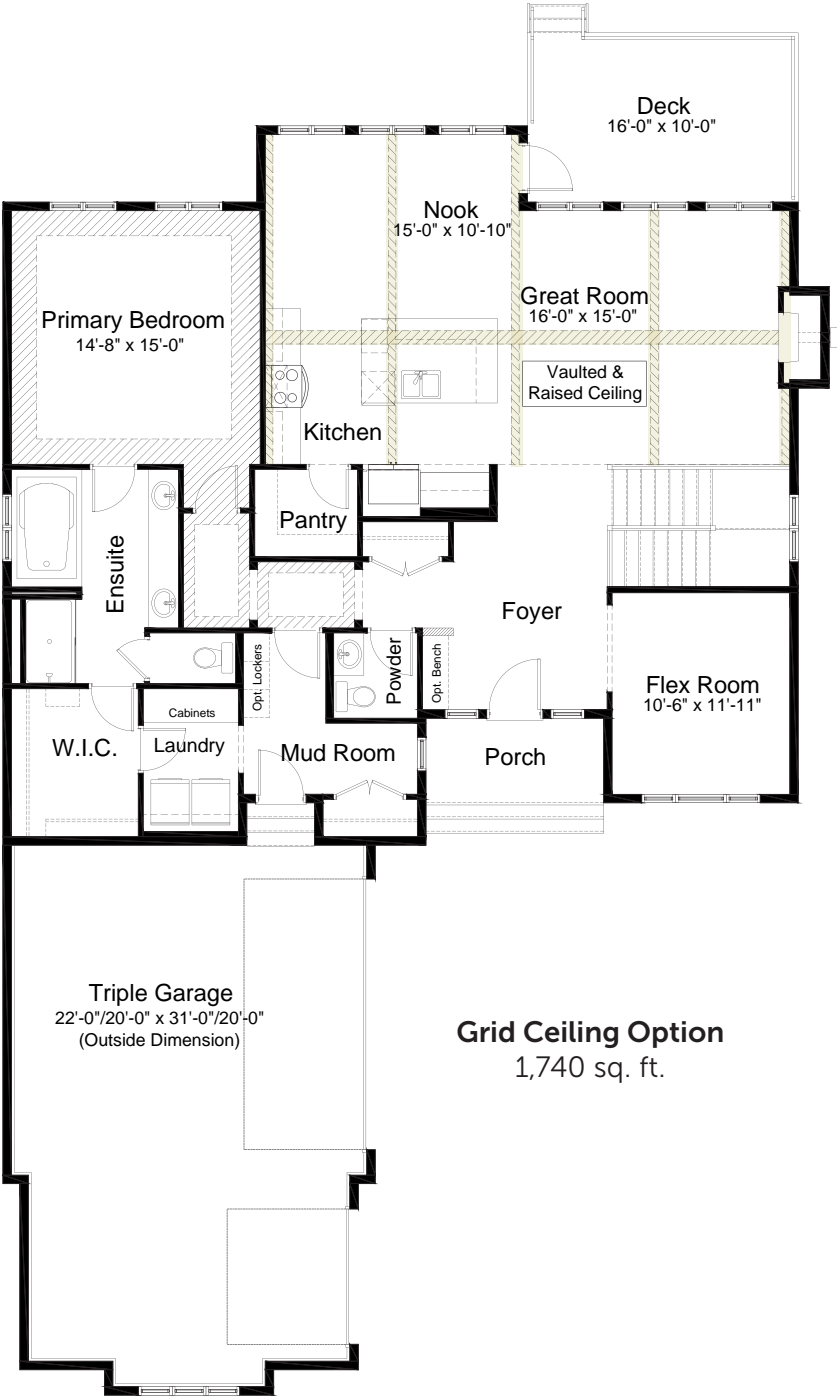 Deck
16'-0" x 10'-0"
Nook
15'-0" x 10'-10"
Great Room
16'-0" x 15'-0"
Primary Bedroom
14'-8" x 15'-0"
Vaulted &
Raised Ceiling
Kitchen
Pantry
Ensuite
Foyer
Opt. Lockers
Powder
Opt. Bench
Flex Room
10'-6" x 11'-11"
Cabinets
W.I.C.
Laundry
Mud Room
Porch
Triple Garage
22'-0"/20'-0" x 31'-0"/20'-0"
(Outside Dimension)
Grid Ceiling Option
1,740 sq. ft.